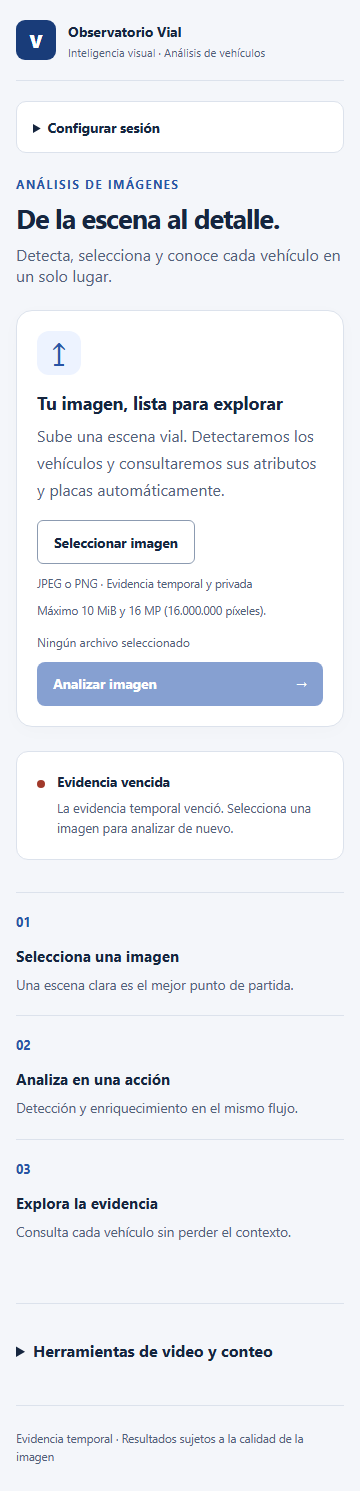 v
Observatorio Vial
Inteligencia visual · Análisis de vehículos
▶ Configurar sesión
ANÁLISIS DE IMÁGENES
De la escena al detalle.
Detecta, selecciona y conoce cada vehículo en
un solo lugar.
↥
Tu imagen, lista para explorar
Sube una escena vial. Detectaremos los
vehículos y consultaremos sus atributos
y placas automáticamente.
Seleccionar imagen
JPEG o PNG · Evidencia temporal y privada
Máximo 10 MiB y 16 MP (16.000.000 píxeles).
Ningún archivo seleccionado
Analizar imagen →
Evidencia vencida
La evidencia temporal venció. Selecciona una
imagen para analizar de nuevo.
01
Selecciona una imagen
Una escena clara es el mejor punto de partida.
02
Analiza en una acción
Detección y enriquecimiento en el mismo flujo.
03
Explora la evidencia
Consulta cada vehículo sin perder el contexto.
▶ Herramientas de video y conteo
Evidencia temporal · Resultados sujetos a la calidad de la
imagen